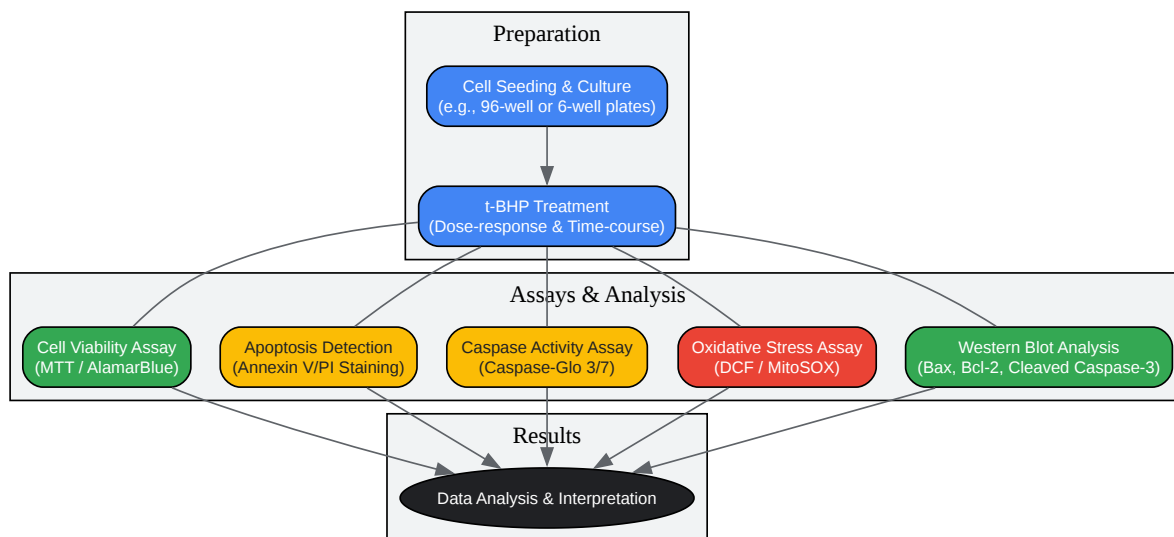 Preparation
Cell Seeding & Culture
(e.g., 96-well or 6-well plates)
t-BHP Treatment
(Dose-response & Time-course)
Assays & Analysis
Cell Viability Assay
(MTT / AlamarBlue)
Apoptosis Detection
(Annexin V/PI Staining)
Caspase Activity Assay
(Caspase-Glo 3/7)
Oxidative Stress Assay
(DCF / MitoSOX)
Western Blot Analysis
(Bax, Bcl-2, Cleaved Caspase-3)
Results
Data Analysis & Interpretation